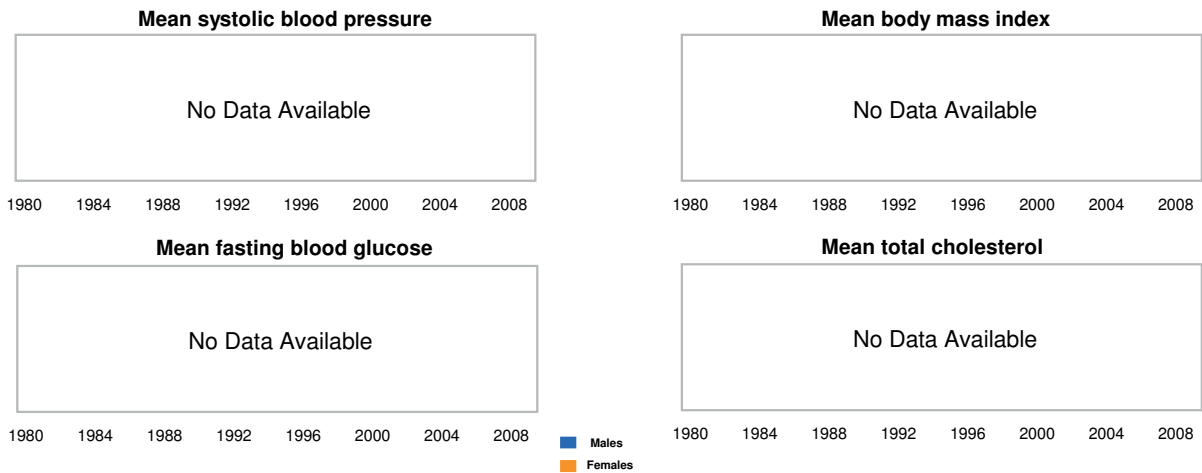 Mean systolic blood pressure
No Data Available
1980 1984 1988 1992 1996 2000 2004 2008
Mean body mass index
No Data Available
1980 1984 1988 1992 1996 2000 2004 2008
Mean fasting blood glucose
No Data Available
1980 1984 1988 1992 1996 2000 2004 2008
Mean total cholesterol
No Data Available
1980 1984 1988 1992 1996 2000 2004 2008
Males
Females